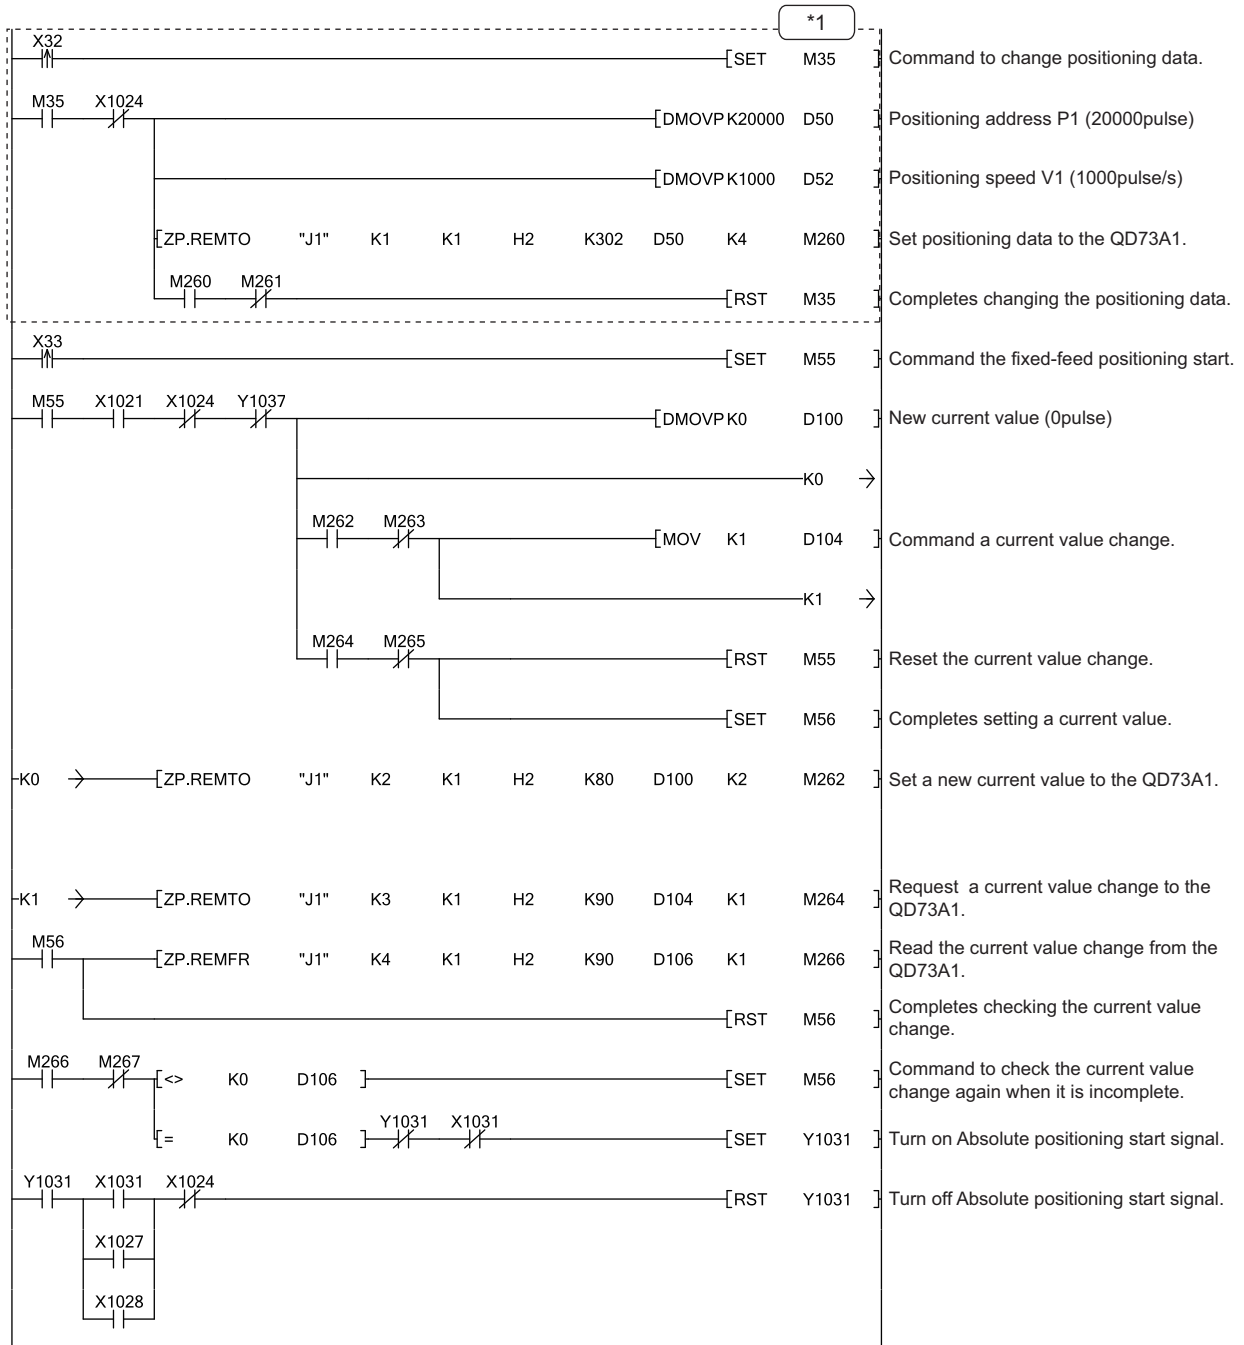 *1
X32
SET M35 Command to change positioning data.
M35 X1024
DMOVP K20000 D50 Positioning address P1 (20000pulse)
DMOVP K1000 D52 Positioning speed V1 (1000pulse/s)
ZP.REMTO "J1" K1 K1 H2 K302 D50 K4 M260 Set positioning data to the QD73A1.
M260 M261
RST M35 Completes changing the positioning data.
X33
SET M55 Command the fixed-feed positioning start.
M55 X1021 X1024 Y1037
DMOVP K0 D100 New current value (0pulse)
K0
M262 M263
MOV K1 D104 Command a current value change.
K1
M264 M265
RST M55 Reset the current value change.
SET M56 Completes setting a current value.
K0 ZP.REMTO "J1" K2 K1 H2 K80 D100 K2 M262 Set a new current value to the QD73A1.
K1 ZP.REMTO "J1" K3 K1 H2 K90 D104 K1 M264 Request a current value change to the
QD73A1.
M56
ZP.REMFR "J1" K4 K1 H2 K90 D106 K1 M266 Read the current value change from the
QD73A1.
RST M56 Completes checking the current value
change.
M266 M267
<> K0 D106 SET M56 Command to check the current value
change again when it is incomplete.
Y1031 X1031
= K0 D106 SET Y1031 Turn on Absolute positioning start signal.
Y1031 X1031 X1024
RST Y1031 Turn off Absolute positioning start signal.
X1027
X1028